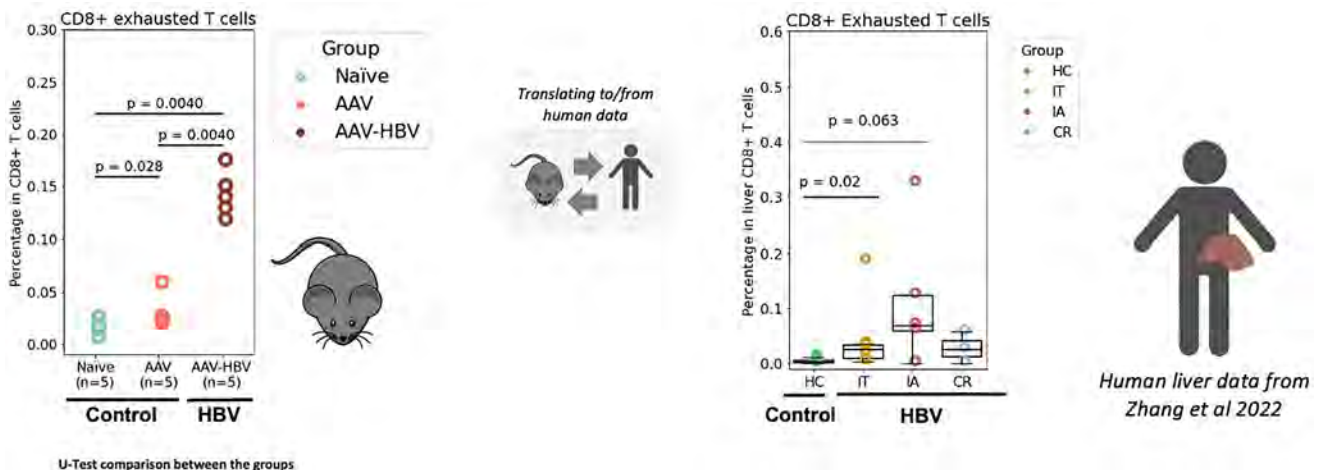 CD8+ exhausted T cells
0.30
0.25
0.20
0.15
0.10
0.05
0.00
Percentage in CD8+ T cells
p = 0.0040
p = 0.0040
p = 0.028
Naïve
(n=5)
AAV
(n=5)
AAV-HBV
(n=5)
Control
HBV
Group
Naïve
AAV
AAV-HBV
U-Test comparison between the groups
Translating to/from
human data
CD8+ Exhausted T cells
0.6
0.5
0.4
0.3
0.2
0.1
0.0
Percentage in liver CD8+ T cells
p = 0.063
p = 0.02
HC
IT
IA
CR
Control
HBV
Group
HC
IT
IA
CR
Human liver data from
Zhang et al 2022